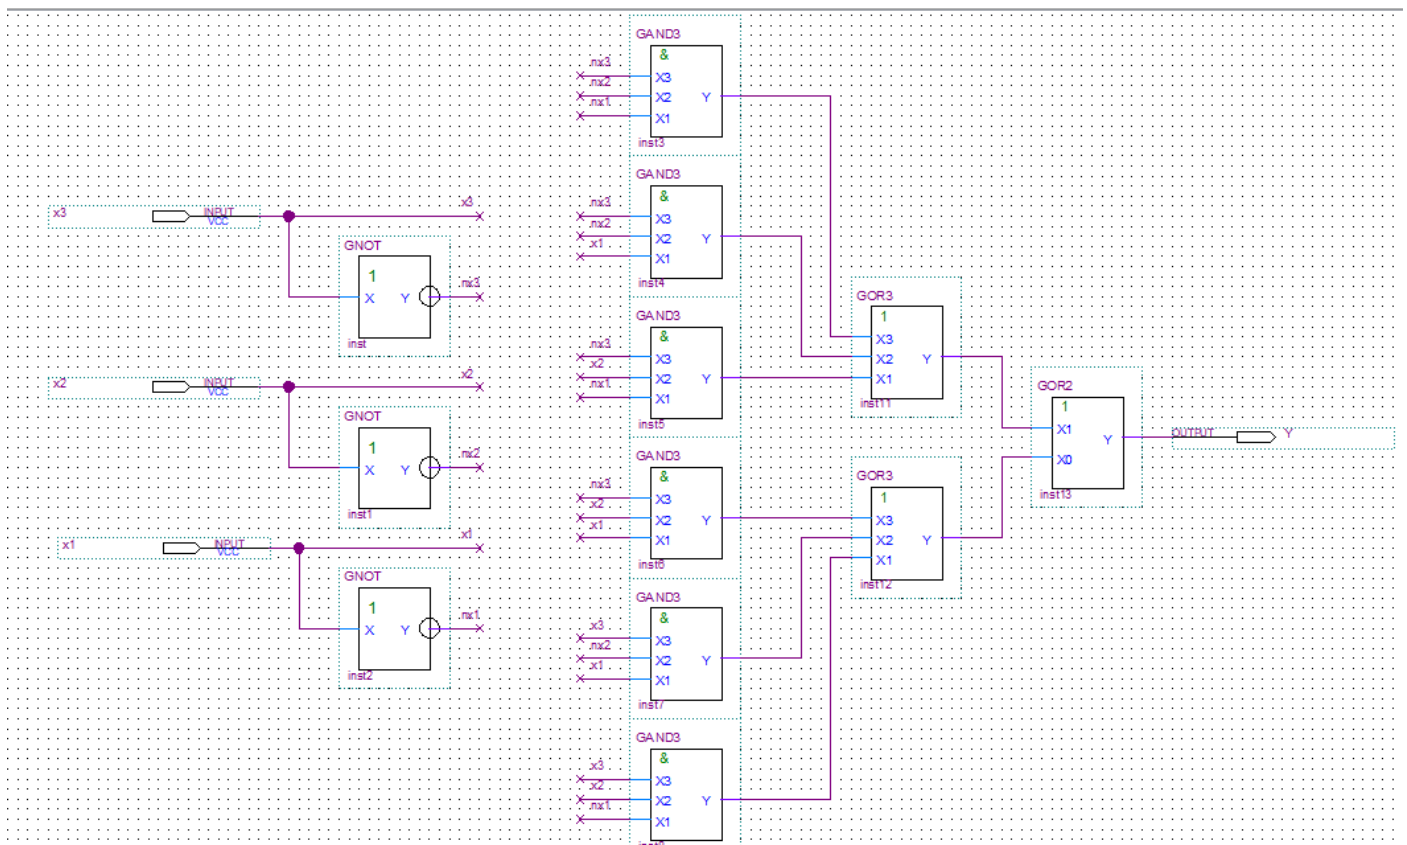 x3
INPUT
VCC
x3
GNOT
1
X
Y
nx3
inst
x2
INPUT
VCC
x2
GNOT
1
X
Y
nx2
inst1
x1
INPUT
VCC
x1
GNOT
1
X
Y
nx1
inst2
GAND3
&
nx3
X3
nx2
X2
Y
nx1
X1
inst3
GAND3
&
nx3
X3
nx2
X2
Y
x1
X1
inst4
GAND3
&
nx3
X3
x2
X2
Y
nx1
X1
inst5
GAND3
&
nx3
X3
x2
X2
Y
x1
X1
inst6
GAND3
&
x3
X3
nx2
X2
Y
x1
X1
inst7
GAND3
&
x3
X3
x2
X2
Y
nx1
X1
GOR3
1
X3
X2
Y
X1
inst11
GOR3
1
X3
X2
Y
X1
inst12
GOR2
1
X1
Y
X0
inst13
OUTPUT
Y